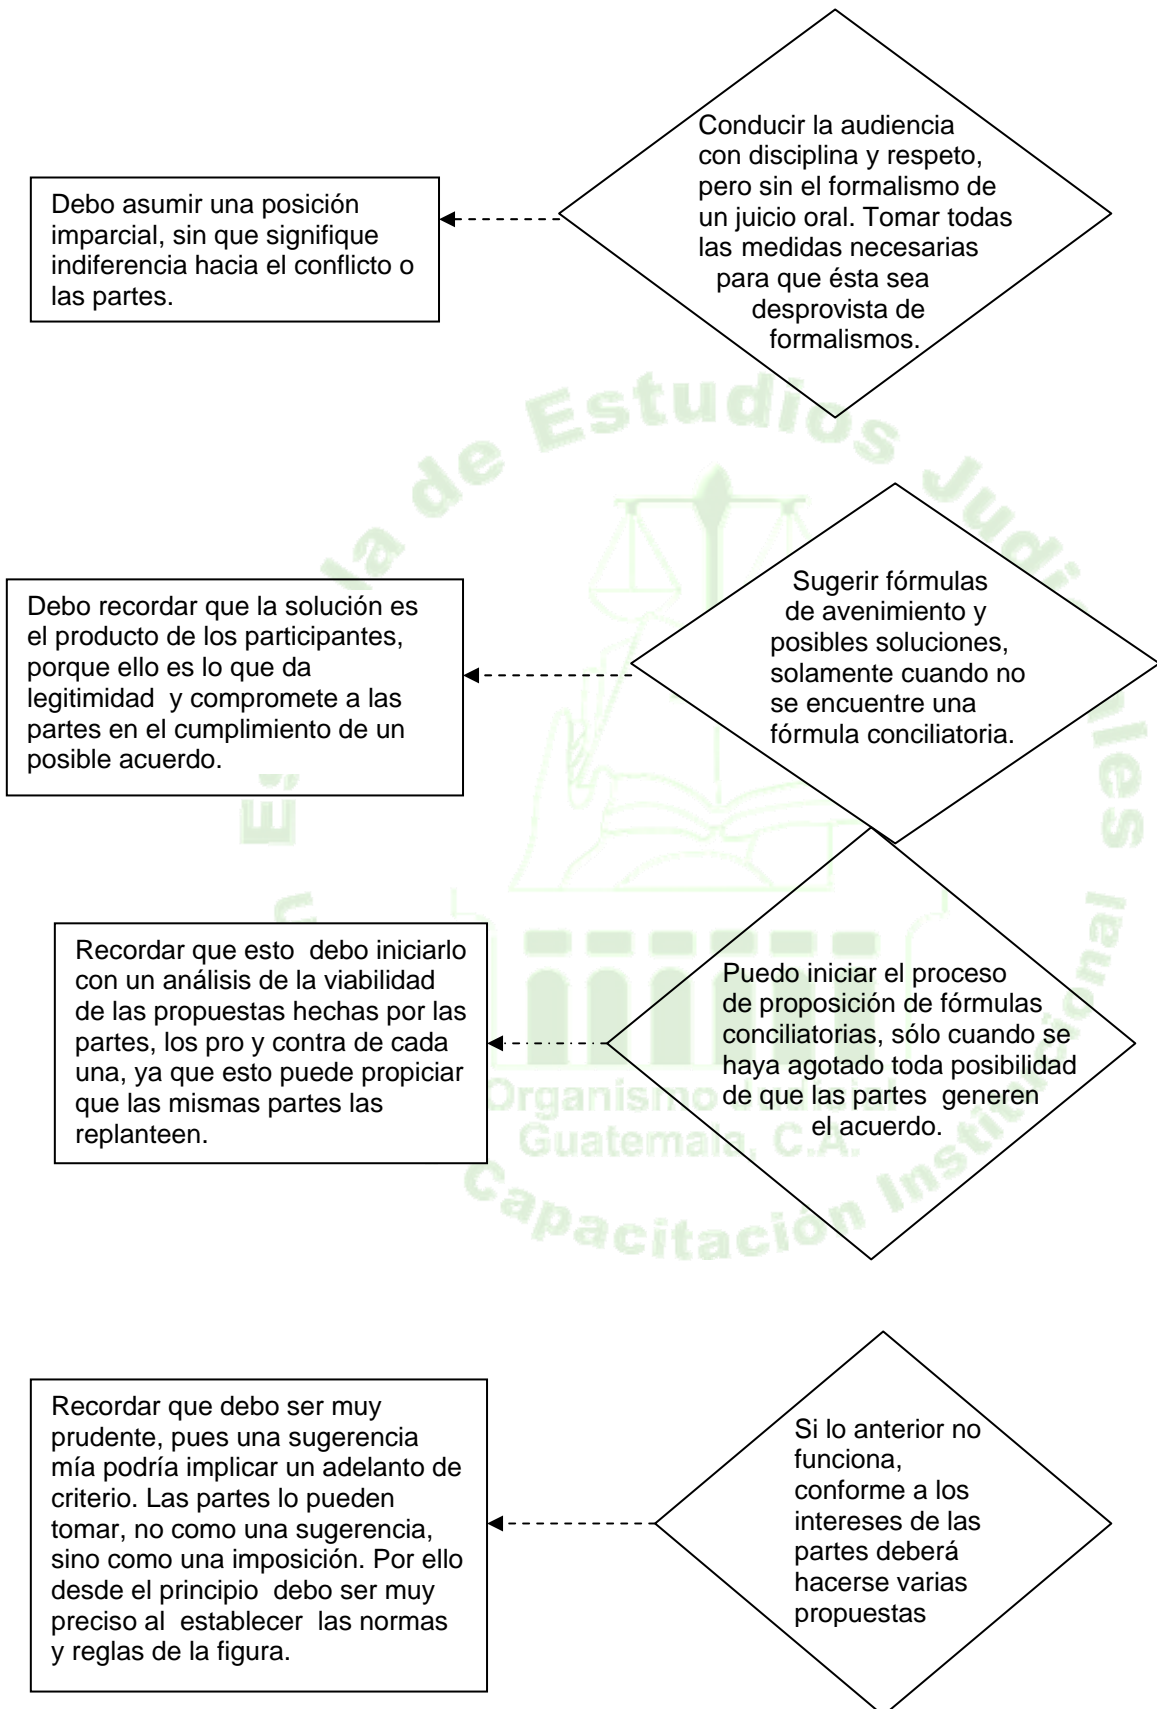 Conducir la audiencia
con disciplina y respeto,
pero sin el formalismo de
un juicio oral. Tomar todas
las medidas necesarias
para que ésta sea
desprovista de
formalismos.
Debo asumir una posición
imparcial, sin que signifique
indiferencia hacia el conflicto o
las partes.
Sugerir fórmulas
de avenimiento y
posibles soluciones,
solamente cuando no
se encuentre una
fórmula conciliatoria.
Debo recordar que la solución es
el producto de los participantes,
porque ello es lo que da
legitimidad y compromete a las
partes en el cumplimiento de un
posible acuerdo.
Puedo iniciar el proceso
de proposición de fórmulas
conciliatorias, sólo cuando se
haya agotado toda posibilidad
de que las partes generen
el acuerdo.
Recordar que esto debo iniciarlo
con un análisis de la viabilidad
de las propuestas hechas por las
partes, los pro y contra de cada
una, ya que esto puede propiciar
que las mismas partes las
replanteen.
Si lo anterior no
funciona,
conforme a los
intereses de las
partes deberá
hacerse varias
propuestas
Recordar que debo ser muy
prudente, pues una sugerencia
mía podría implicar un adelanto de
criterio. Las partes lo pueden
tomar, no como una sugerencia,
sino como una imposición. Por ello
desde el principio debo ser muy
preciso al establecer las normas
y reglas de la figura.
de Estudios
Organismo Judicial
Guatemala, C.A.
Capacitación Institucional